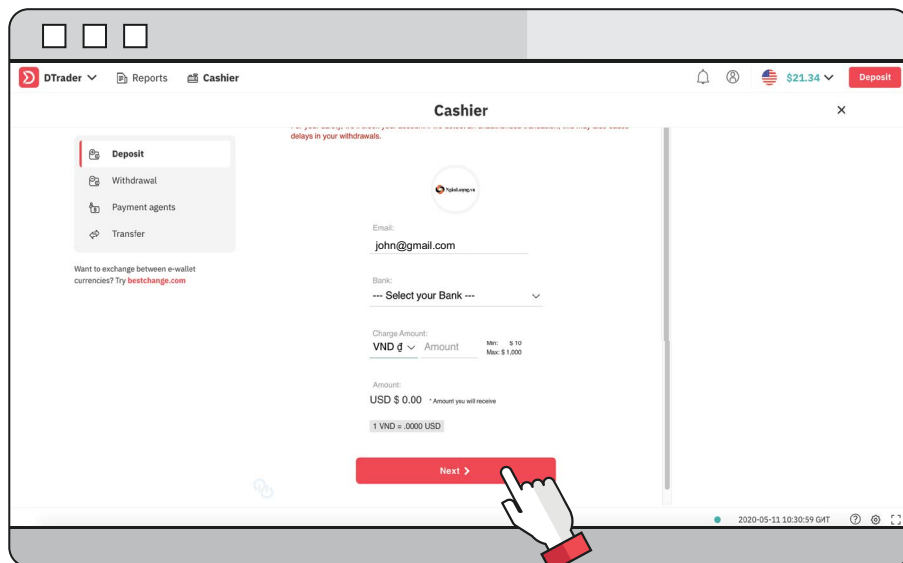 DTrader
Reports
Cashier
$21.34
Deposit
Cashier
delays in your withdrawals.
Deposit
Withdrawal
Payment agents
Transfer
Want to exchange between e-wallet
currencies? Try bestchange.com
NganLuong.vn
Email:
john@gmail.com
Bank:
--- Select your Bank ---
Charge Amount:
VND ₫ Amount
Min: $ 10
Max: $ 1,000
Amount:
USD $ 0.00 * Amount you will receive
1 VND = .0000 USD
Next
2020-05-11 10:30:59 GMT